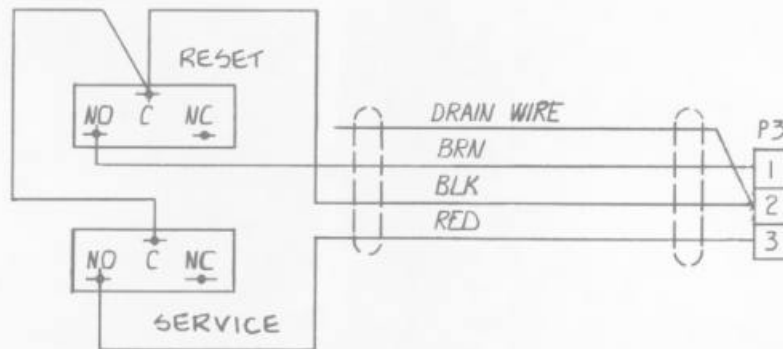 RESET
NO C NC
DRAIN WIRE
P3
BRN
1
BLK
2
RED
3
NO C NC
SERVICE